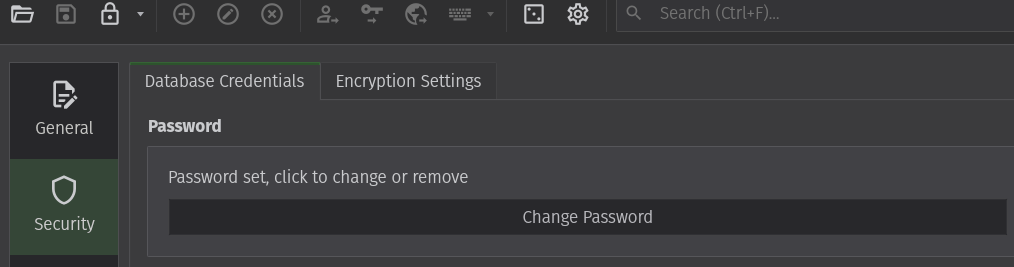 Search (Ctrl+F)...
Database Credentials Encryption Settings
General
Password
Password set, click to change or remove
Security
Change Password